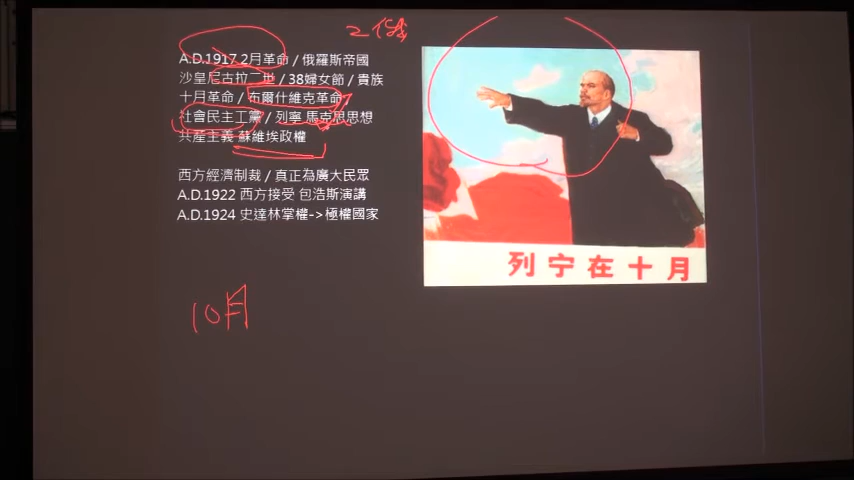 A.D.1917 2月革命 / 俄羅斯帝國
沙皇尼古拉二世 / 38婦女節 / 貴族
十月革命 / 布爾什維克革命
社會民主工黨 / 列寧 馬克思思想
共產主義 蘇維埃政權
西方經濟制裁 / 真正為廣大民眾
A.D.1922 西方接受 包浩斯演講
A.D.1924 史達林掌權->極權國家
列宁在十月
10月